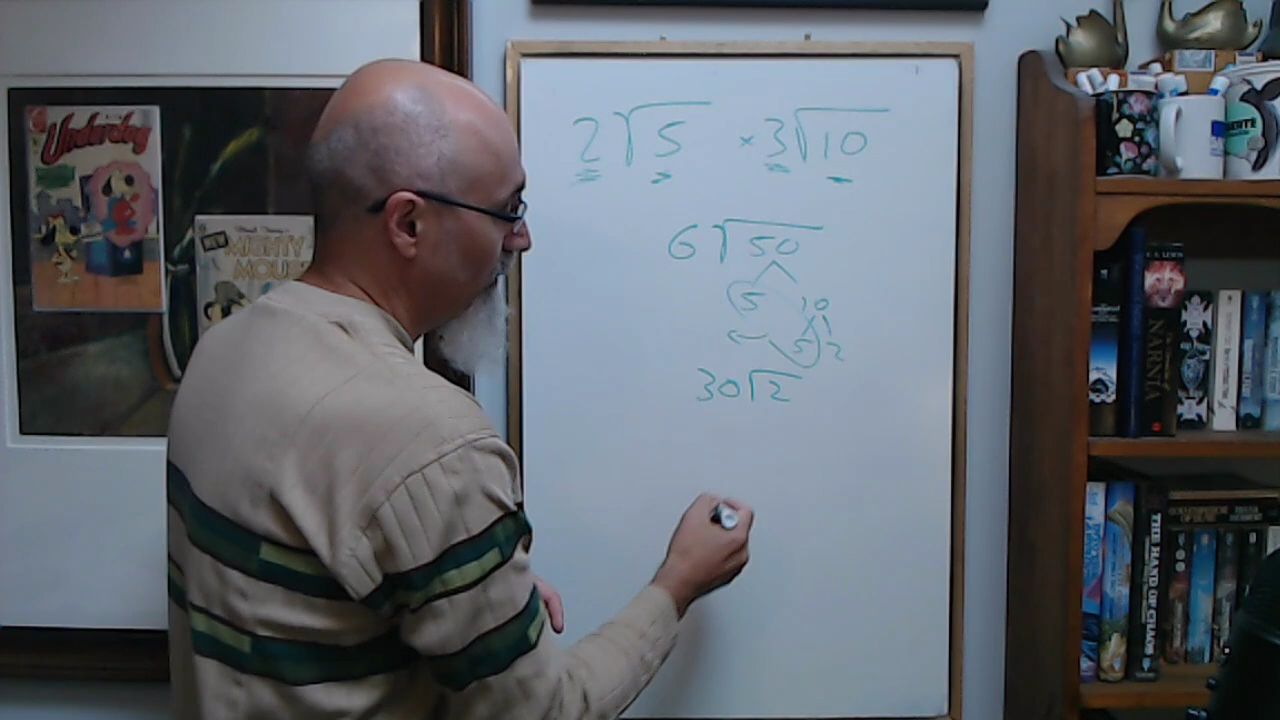 2√5 × 3√10
6√50
5 10
5 2
30√2
Underdog
NEW
MIGHTY
MOUSE
NARNIA
THE HAND OF CHAOS